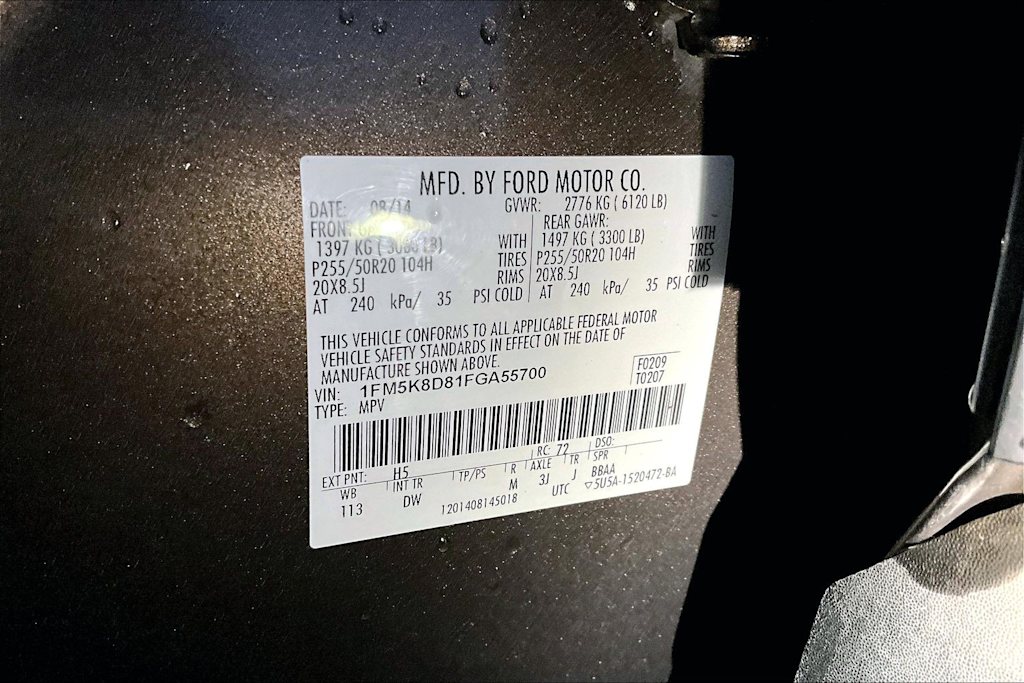 MFD. BY FORD MOTOR CO.
DATE: 08/14 GVWR: 2776 KG ( 6120 LB)
FRONT REAR GAWR:
1397 KG ( LB) WITH 1497 KG ( 3300 LB) WITH
P255/50R20 104H TIRES P255/50R20 104H TIRES
20X8.5J RIMS 20X8.5J RIMS
AT 240 kPa/ 35 PSI COLD AT 240 kPa/ 35 PSI COLD
THIS VEHICLE CONFORMS TO ALL APPLICABLE FEDERAL MOTOR
VEHICLE SAFETY STANDARDS IN EFFECT ON THE DATE OF
MANUFACTURE SHOWN ABOVE.
VIN: 1FM5K8D81FGA55700
TYPE: MPV
F0209
T0207
EXT PNT: H5 RC: 72 DSO:
WB INT TR TP/PS R AXLE TR SPR
113 DW M 3J J BBAA
1201408145018 UTC ▽5U5A-1520472-BA